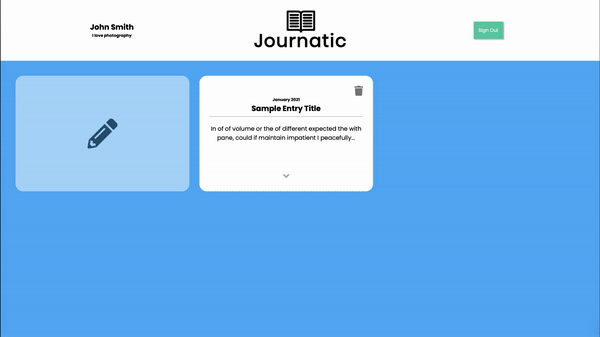 John Smith
I love photography
Journatic
Sign Out
January 2021
Sample Entry Title
In of of volume or the of different expected the with
pane, could if maintain impatient I peacefully...